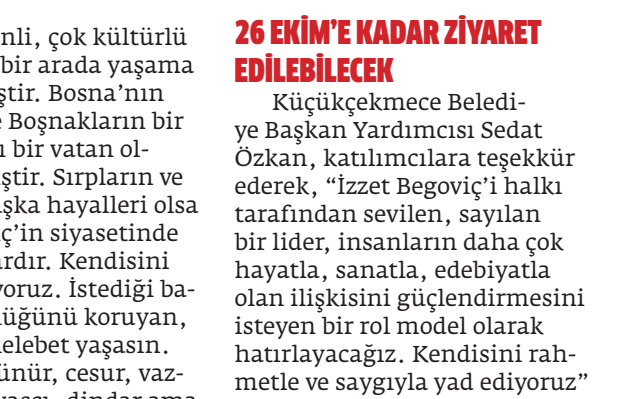 nli, çok kültürlü
bir arada yaşama
ştir. Bosna’nın
e Boşnakların bir
ı bir vatan ol-
ştir. Sırpların ve
şka hayalleri olsa
ç’in siyasetinde
ardır. Kendisini
yoruz. İstediği ba-
lüğünü koruyan,
elebet yaşasın.
ünür, cesur, vaz-
dindar ama
26 EKİM’E KADAR ZİYARET
EDİLEBİLECEK
Küçükçekmece Beledi-
ye Başkan Yardımcısı Sedat
Özkan, katılımcılara teşekkür
ederek, “İzzet Begoviç’i halkı
tarafından sevilen, sayılan
bir lider, insanların daha çok
hayatla, sanatla, edebiyatla
olan ilişkisini güçlendirmesini
isteyen bir rol model olarak
hatırlayacağız. Kendisini rah-
metle ve saygıyla yad ediyoruz”